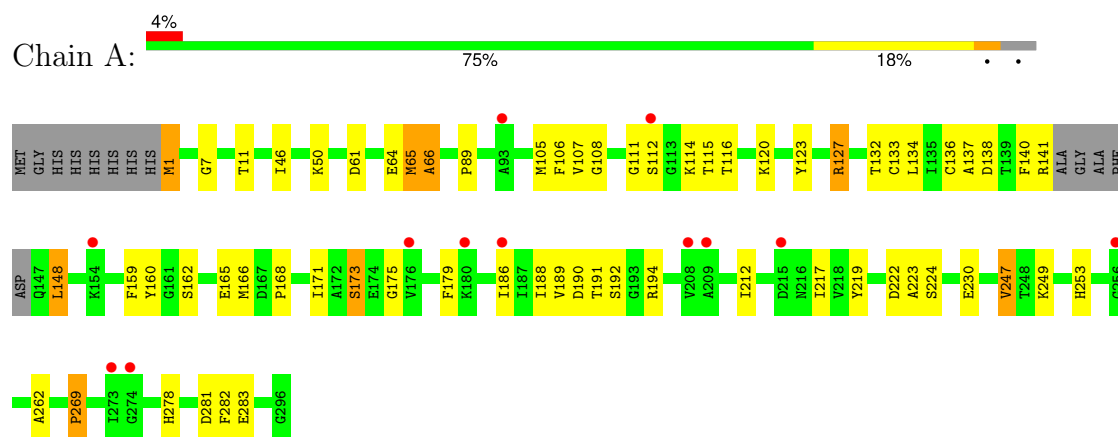 4%
Chain A:
75% 18% • •
MET GLY HIS HIS HIS HIS HIS HIS M1 G7 T11 I46 K50 D61 E64 M65 A66 P89 A93 M105 F106 V107 G108 G111 S112 G113 K114 T115 T116 K120 Y123 R127 T132 C133 L134 I135 C136 A137 D138 T139 F140 R141 ALA GLY ALA PHE
ASP Q147 L148 K154 F159 Y160 G161 S162 E165 M166 D167 P168 I171 A172 S173 E174 G175 V176 F179 K180 I186 I187 I188 V189 D190 T191 S192 G193 R194 V208 A209 I212 D215 N216 I217 V218 Y219 D222 A223 S224 E230 V247 T248 K249 H253 G256
A262 P269 I273 G274 H278 D281 F282 E283 G296